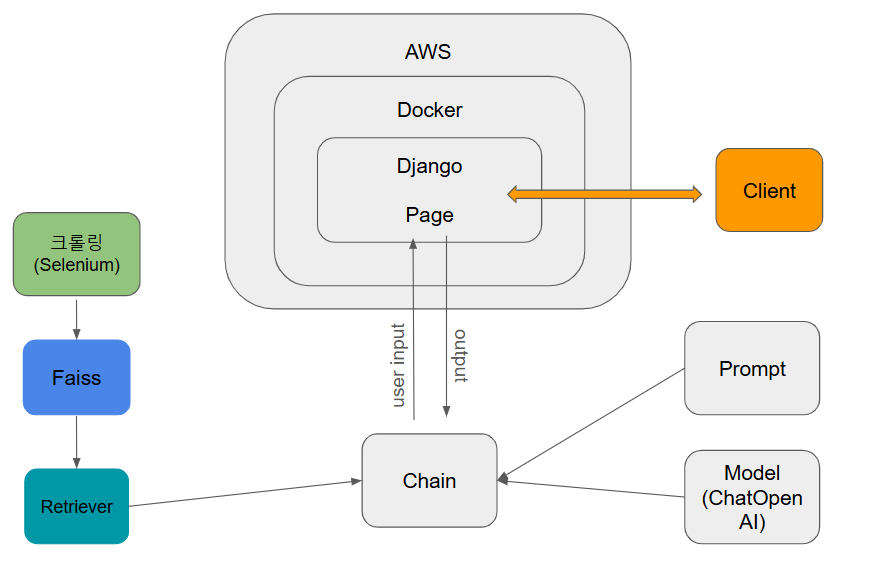 AWS
Docker
Django
Page
Client
크롤링
(Selenium)
Faiss
Retriever
user input
output
Chain
Prompt
Model
(ChatOpen
AI)